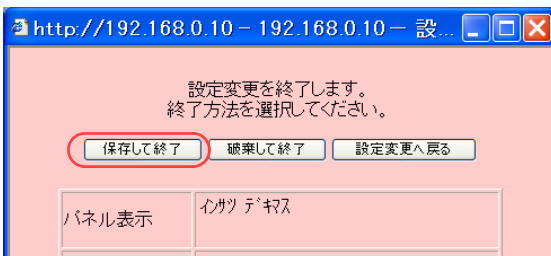 http://192.168.0.10 - 192.168.0.10 - 設...
設定変更を終了します。
終了方法を選択してください。
保存して終了 破棄して終了 設定変更へ戻る
パネル表示 ｲﾝｻﾂ ﾃﾞｷﾏｽ